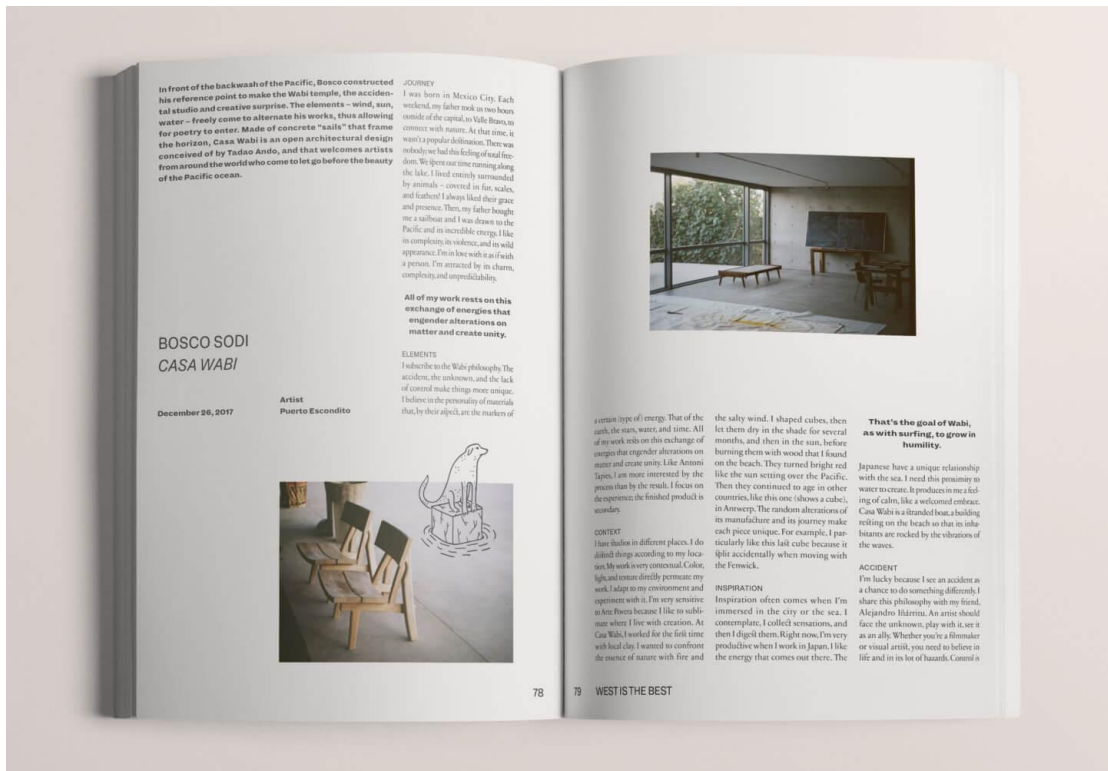 In front of the backwash of the Pacific, Bosco constructed
his reference point to make the Wabi temple, the acciden-
tal studio and creative surprise. The elements – wind, sun,
water – freely come to alternate his works, thus allowing
for poetry to enter. Made of concrete "sails" that frame
the horizon, Casa Wabi is an open architectural design
conceived of by Tadao Ando, and that welcomes artists
from around the world who come to let go before the beauty
of the Pacific ocean.
BOSCO SODI
CASA WABI
December 26, 2017
Artist
Puerto Escondito
JOURNEY
I was born in Mexico City. Each
weekend, my father took us two hours
outside of the capital, to Valle Bravo, to
connect with nature. At that time, it
wasn't a popular destination. There was
nobody; we had this feeling of total free-
dom. We spent our time running along
the lake. I lived entirely surrounded
by animals – covered in fur, scales,
and feathers! I always liked their grace
and presence. Then, my father bought
me a sailboat and I was drawn to the
Pacific and its incredible energy. I like
its complexity, its violence, and its wild
appearance. I'm in love with it as if with
a person. I'm attracted by its charm,
complexity, and unpredictability.
All of my work rests on this
exchange of energies that
engender alterations on
matter and create unity.
ELEMENTS
I subscribe to the Wabi philosophy. The
accident, the unknown, and the lack
of control make things more unique.
I believe in the personality of materials
that, by their aspect, are the markers of
78
a certain (type of) energy. That of the
earth, the stars, water, and time. All
of my work rests on this exchange of
energies that engender alterations on
matter and create unity. Like Antoni
Tapies, I am more interested by the
process than by the result. I focus on
the experience; the finished product is
secondary.
CONTEXT
I have studios in different places. I do
distinct things according to my loca-
tion. My work is very contextual. Color,
light, and texture directly permeate my
work. I adapt to my environment and
experiment with it. I'm very sensitive
to Arte Povera because I like to subli-
mate where I live with creation. At
Casa Wabi, I worked for the first time
with local clay. I wanted to confront
the essence of nature with fire and
the salty wind. I shaped cubes, then
let them dry in the shade for several
months, and then in the sun, before
burning them with wood that I found
on the beach. They turned bright red
like the sun setting over the Pacific.
Then they continued to age in other
countries, like this one (shows a cube),
in Antwerp. The random alterations of
its manufacture and its journey make
each piece unique. For example, I par-
ticularly like this last cube because it
split accidentally when moving with
the Fenwick.
INSPIRATION
Inspiration often comes when I'm
immersed in the city or the sea. I
contemplate, I collect sensations, and
then I digest them. Right now, I'm very
productive when I work in Japan. I like
the energy that comes out there. The
That's the goal of Wabi,
as with surfing, to grow in
humility.
Japanese have a unique relationship
with the sea. I need this proximity to
water to create. It produces in me a feel-
ing of calm, like a welcomed embrace.
Casa Wabi is a stranded boat, a building
resting on the beach so that its inha-
bitants are rocked by the vibrations of
the waves.
ACCIDENT
I'm lucky because I see an accident as
a chance to do something differently. I
share this philosophy with my friend,
Alejandro Iñárritu. An artist should
face the unknown, play with it, see it
as an ally. Whether you're a filmmaker
or visual artist, you need to believe in
life and in its lot of hazards. Control is
79 WEST IS THE BEST